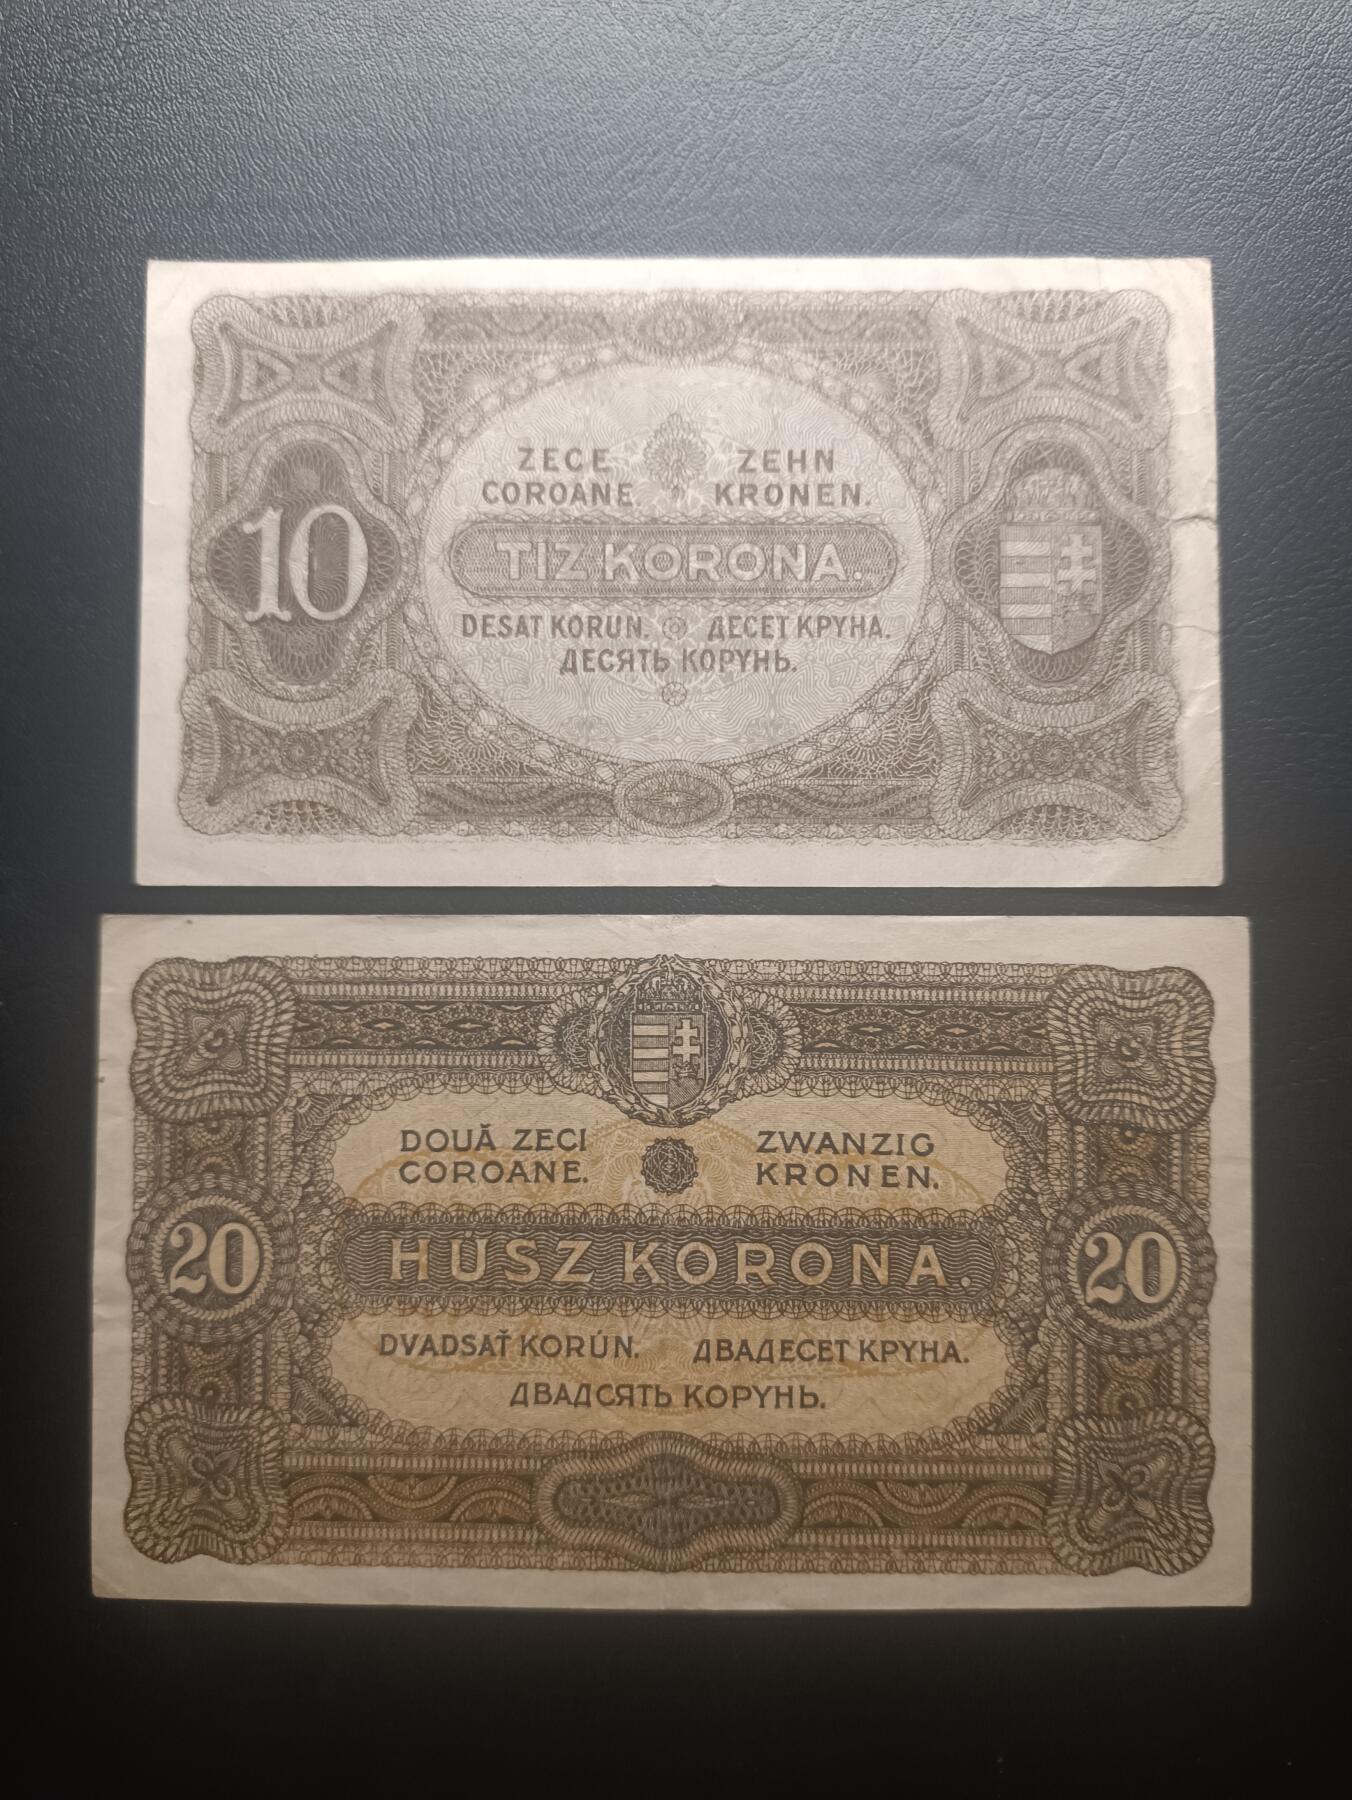 ZECE ZEHN
COROANE. KRONEN.
10
TIZ KORONA.
DESAT KORUN. ДЕСЕТ КРУНА.
ДЕСЯТЬ КОРУНЬ.
DOUĂ ZECI ZWANZIG
COROANE. KRONEN.
20 HÚSZ KORONA. 20
DVADSAŤ KORÚN. ДВАДЕСЕТ КРУНА.
ДВАДСЯТЬ КОРУНЬ.